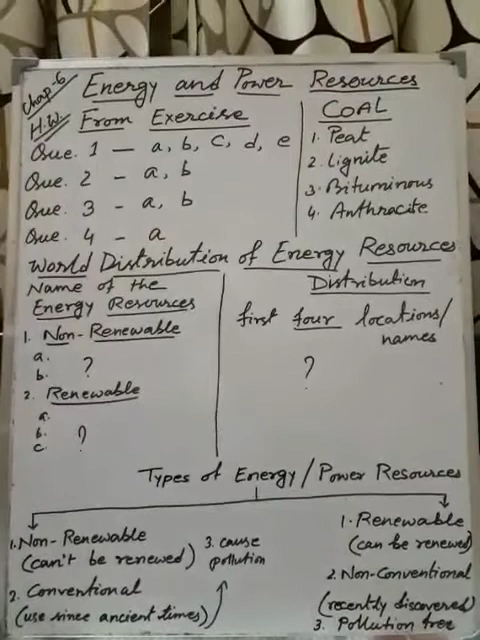 Chap-6
Energy and Power Resources
H.W. From Exercise
Que. 1 — a, b, c, d, e
Que. 2 - a, b
Que. 3 - a, b
Que. 4 - a
COAL
1. Peat
2. Lignite
3. Bituminous
4. Anthracite
World Distribution of Energy Resources
Name of the
Energy Resources
1. Non-Renewable
a.
b. ?
2. Renewable
a.
b. ?
c.
Distribution
first four locations/
names
?
Types of Energy/Power Resources
1. Non-Renewable
(can't be renewed)
2. Conventional
(use since ancient times)
3. cause
pollution
1. Renewable
(can be renewed)
2. Non-Conventional
(recently discovered)
3. Pollution free